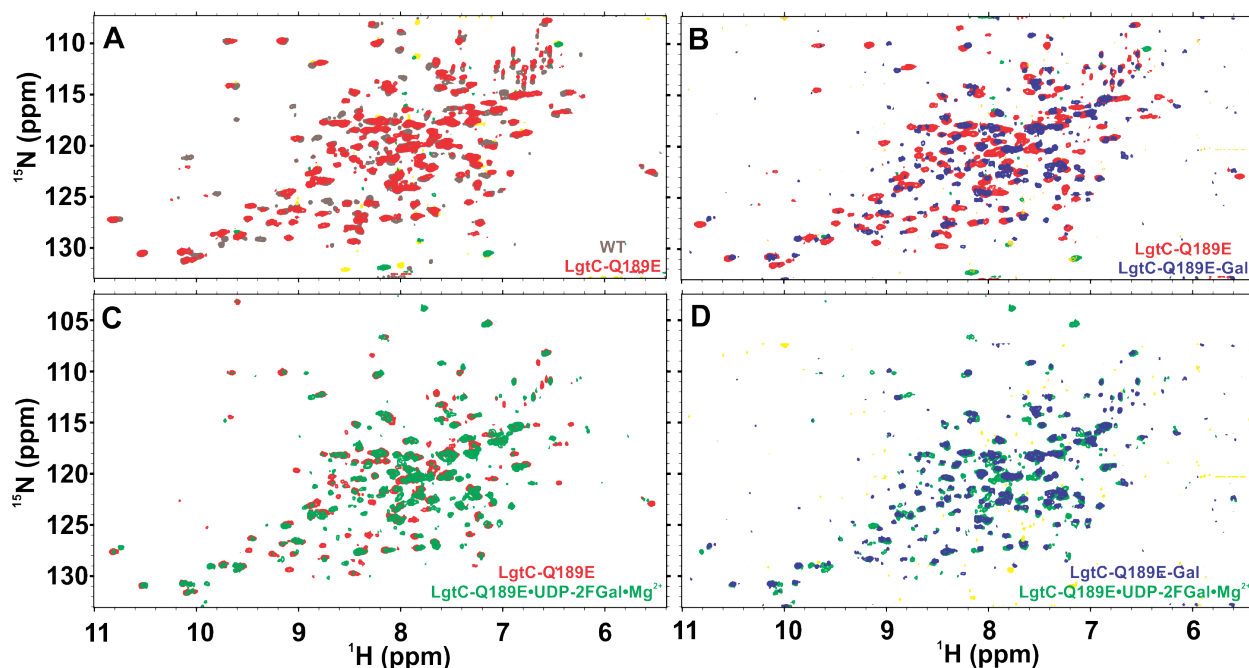 A
B
110
115
120
125
130
¹⁵N (ppm)
WT
LgtC-Q189E
LgtC-Q189E
LgtC-Q189E-Gal
C
D
105
110
115
120
125
130
¹⁵N (ppm)
LgtC-Q189E
LgtC-Q189E•UDP-2FGal•Mg²⁺
LgtC-Q189E-Gal
LgtC-Q189E•UDP-2FGal•Mg²⁺
11 10 9 8 7 6 11 10 9 8 7 6
¹H (ppm) ¹H (ppm)